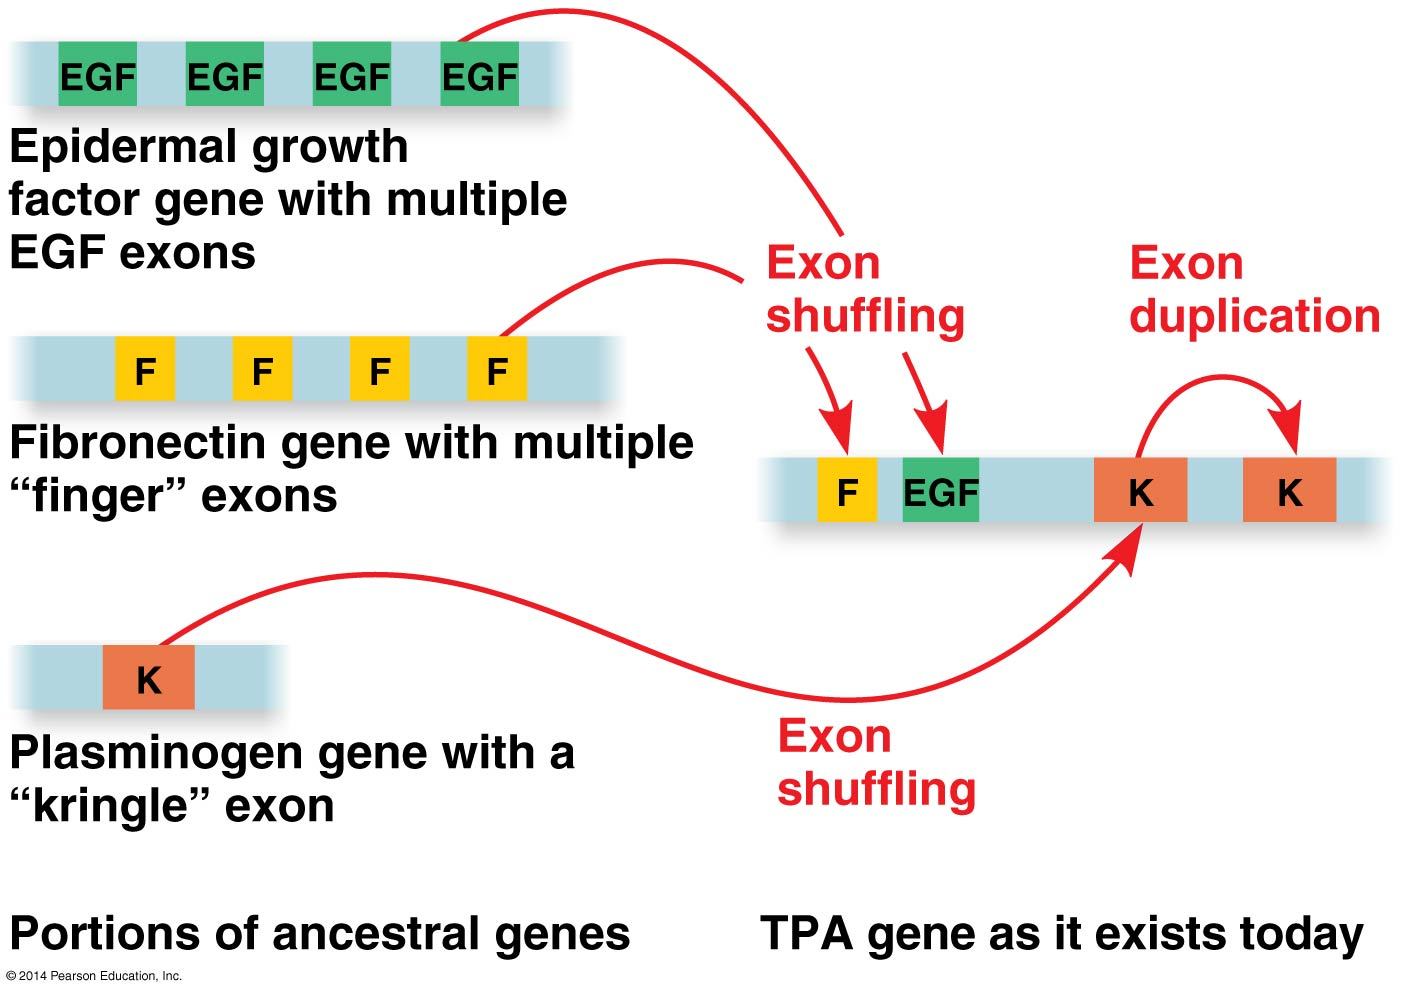 EGF EGF EGF EGF
Epidermal growth
factor gene with multiple
EGF exons
Exon
shuffling
Exon
duplication
F F F F
Fibronectin gene with multiple
“finger” exons
F EGF K K
K
Plasminogen gene with a
“kringle” exon
Exon
shuffling
Portions of ancestral genes
TPA gene as it exists today
© 2014 Pearson Education, Inc.